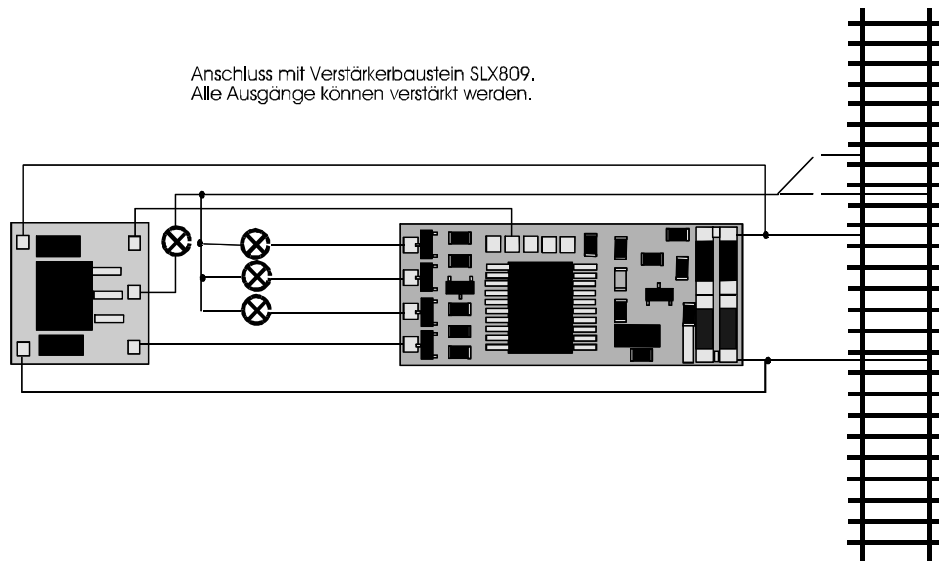 Anschluss mit Verstärkerbaustein SLX809.
Alle Ausgänge können verstärkt werden.